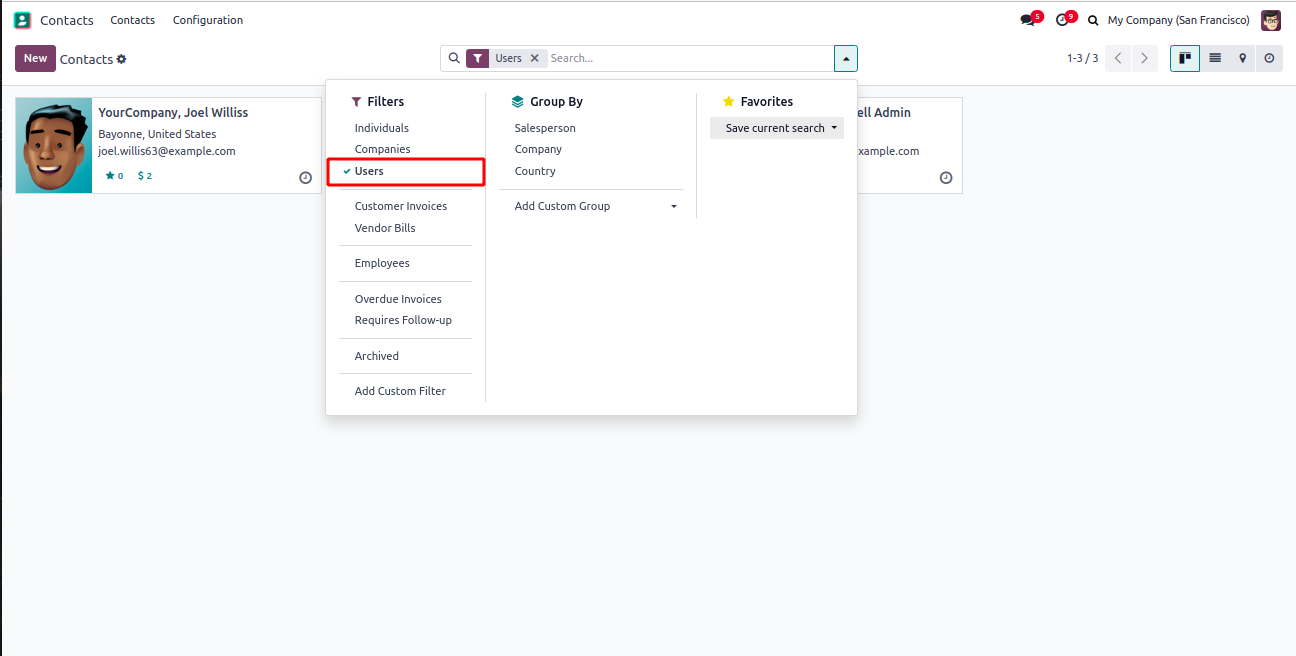 Contacts Contacts Configuration 5 9 My Company (San Francisco)
New Contacts Users Search... 1-3 / 3
YourCompany, Joel Williss
Bayonne, United States
joel.willis63@example.com
0 $ 2
Filters
Individuals
Companies
Users
Customer Invoices
Vendor Bills
Employees
Overdue Invoices
Requires Follow-up
Archived
Add Custom Filter
Group By
Salesperson
Company
Country
Add Custom Group
Favorites
Save current search
ell Admin
xample.com